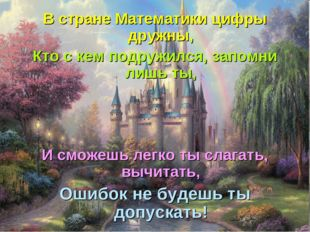 В стране Математики цифры
дружны,
Кто с кем подружился, запомни
лишь ты,
И сможешь легко ты слагать,
вычитать,
Ошибок не будешь ты
допускать!